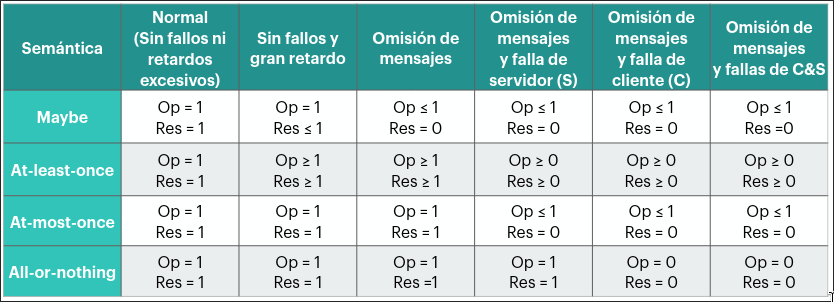 Semántica
Normal
(Sin fallos ni
retardos
excesivos)
Sin fallos y
gran retardo
Omisión de
mensajes
Omisión de
mensajes
y falla de
servidor (S)
Omisión de
mensajes
y falla de
cliente (C)
Omisión de
mensajes
y fallas de C&S
Maybe
Op = 1
Res = 1
Op = 1
Res ≤ 1
Op ≤ 1
Res = 0
Op ≤ 1
Res = 0
Op ≤ 1
Res = 0
Op ≤ 1
Res =0
At-least-once
Op = 1
Res = 1
Op ≥ 1
Res ≥ 1
Op ≥ 1
Res ≥ 1
Op ≥ 0
Res ≥ 0
Op ≥ 0
Res ≥ 0
Op ≥ 0
Res ≥ 0
At-most-once
Op = 1
Res = 1
Op = 1
Res = 1
Op = 1
Res = 1
Op ≤ 1
Res = 0
Op ≤ 1
Res = 0
Op ≤ 1
Res = 0
All-or-nothing
Op = 1
Res = 1
Op = 1
Res = 1
Op = 1
Res =1
Op = 1
Res = 1
Op = 0
Res = 0
Op = 0
Res = 0